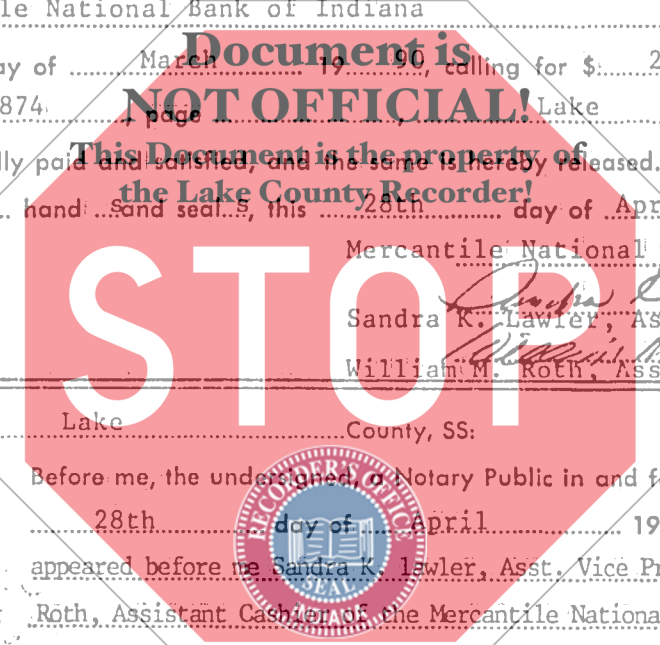 le National Bank of Indiana
Document is
ay of March 19 90, calling for $ 2
NOT OFFICIAL!
874 , page , Lake
This Document is the property of
lly paid and satisfied, and the same is hereby released.
the Lake County Recorder!
hand s and seal s, this 28th day of Apr
Mercantile National
STOP
Sandra K. Lawler, As
William M. Roth, Ass
Lake County, SS:
Before me, the undersigned, a Notary Public in and f
RECORDER'S OFFICE
28th day of April 19
appeared before me Sandra K. Lawler, Asst. Vice Pr
SEAL
Roth, Assistant Cashier of the Mercantile Nationa
INDIANA